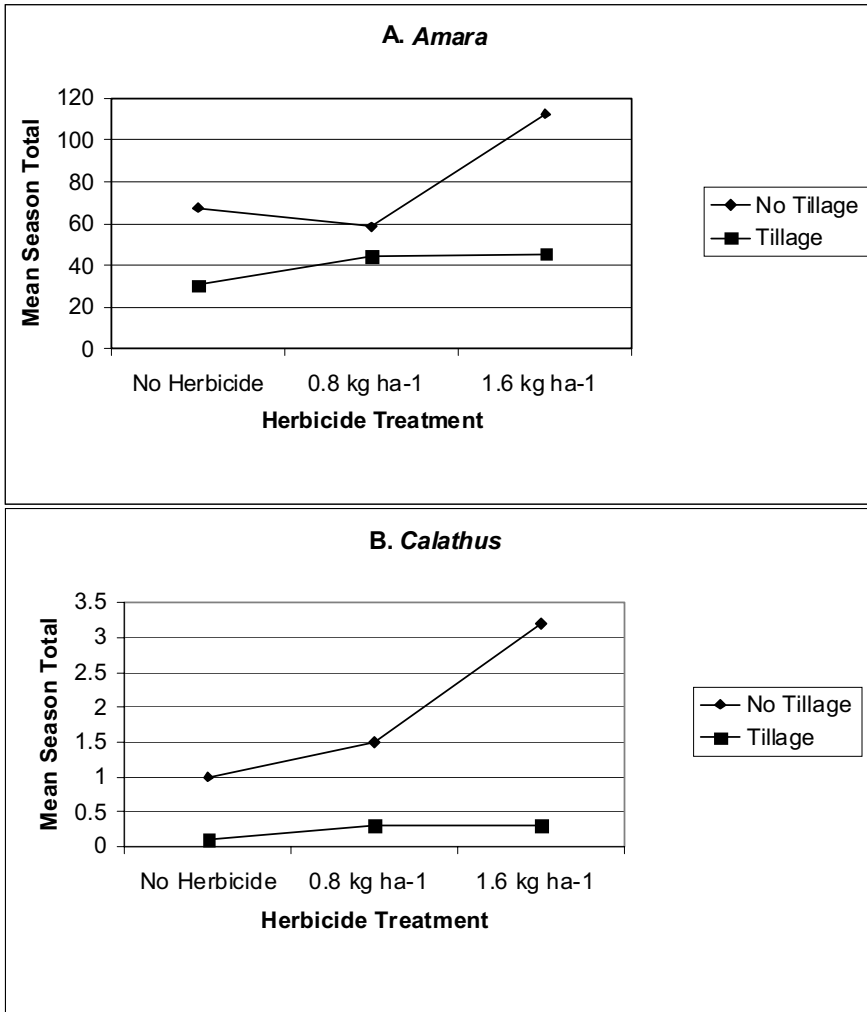 A. Amara
120
100
80
60
40
20
0
Mean Season Total
No Herbicide 0.8 kg ha-1 1.6 kg ha-1
Herbicide Treatment
No Tillage
Tillage
B. Calathus
3.5
3
2.5
2
1.5
1
0.5
0
Mean Season Total
No Herbicide 0.8 kg ha-1 1.6 kg ha-1
Herbicide Treatment
No Tillage
Tillage